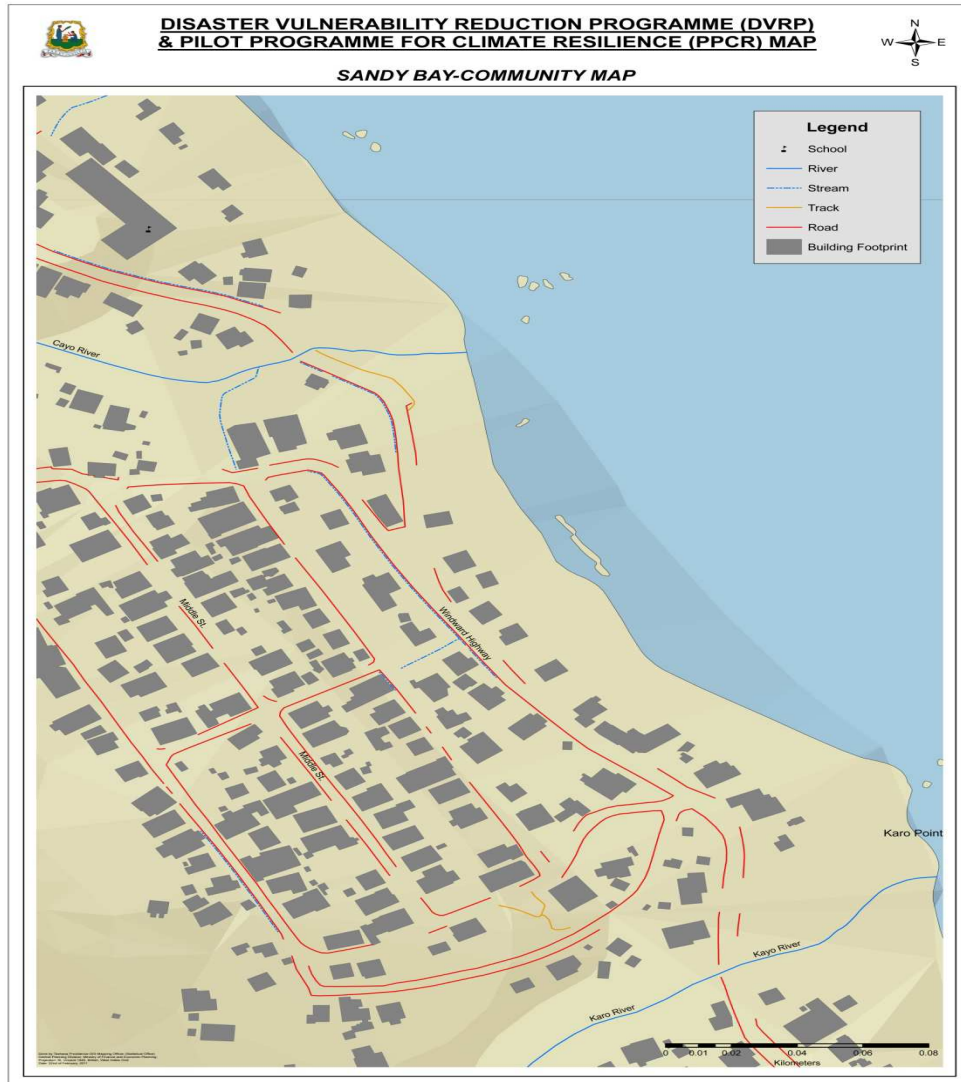 DISASTER VULNERABILITY REDUCTION PROGRAMME (DVRP)
& PILOT PROGRAMME FOR CLIMATE RESILIENCE (PPCR) MAP
SANDY BAY-COMMUNITY MAP
N
W E
S
Legend
School
River
Stream
Track
Road
Building Footprint
Cayo River
Middle St.
Windward Highway
Middle St.
Karo Point
Kayo River
Karo River
0 0.01 0.02 0.04 0.06 0.08
Kilometers